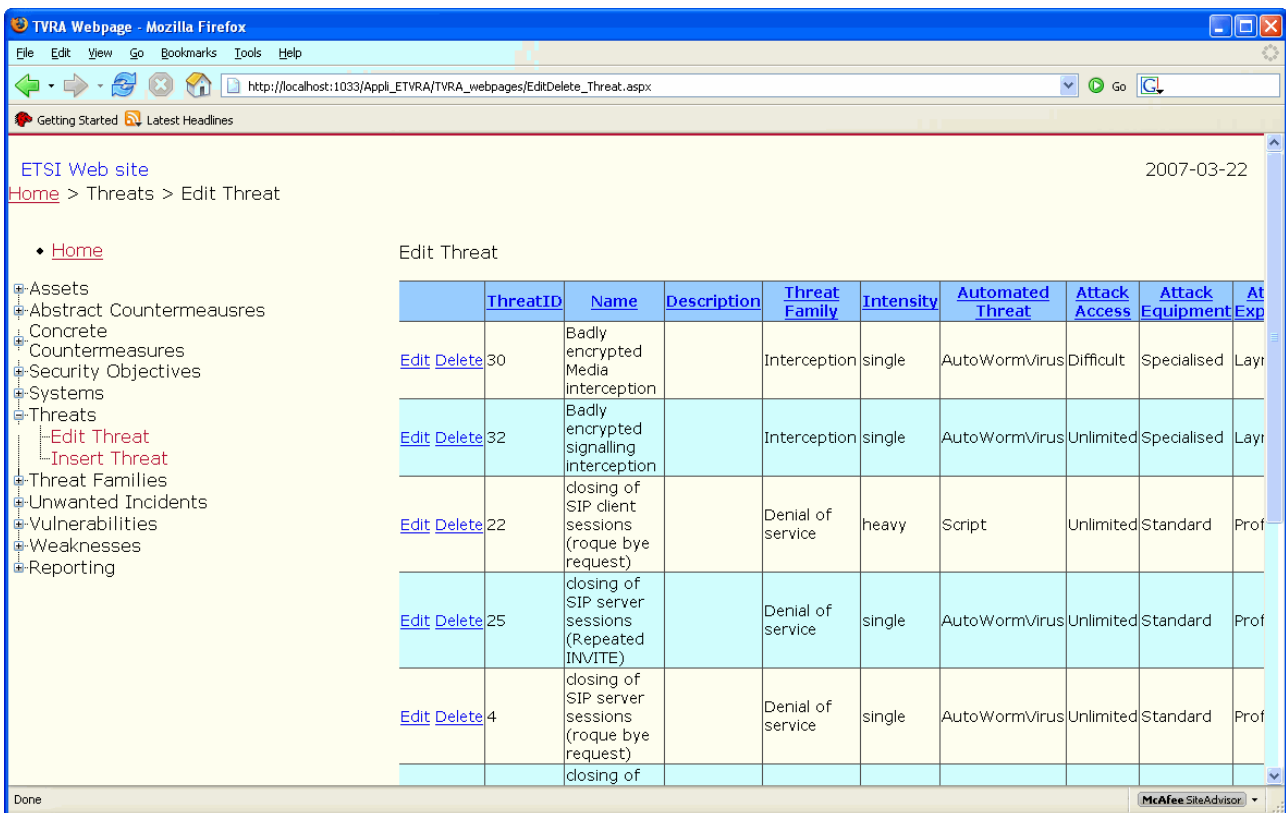 TVRA Webpage - Mozilla Firefox
File Edit View Go Bookmarks Tools Help
http://localhost:1033/Appli_ETVRA/TVRA_webpages/EditDelete_Threat.aspx Go G
Getting Started Latest Headlines
ETSI Web site 2007-03-22
Home > Threats > Edit Threat
Home
Assets
Abstract Countermeausres
Concrete
Countermeasures
Security Objectives
Systems
Threats
Edit Threat
Insert Threat
Threat Families
Unwanted Incidents
Vulnerabilities
Weaknesses
Reporting
Edit Threat
ThreatID Name Description Threat Family Intensity Automated Threat Attack Access Attack Equipment At Exp
Edit Delete 30 Badly encrypted Media interception Interception single AutoWormVirus Difficult Specialised Layr
Edit Delete 32 Badly encrypted signalling interception Interception single AutoWormVirus Unlimited Specialised Layr
Edit Delete 22 closing of SIP client sessions (roque bye request) Denial of service heavy Script Unlimited Standard Prof
Edit Delete 25 closing of SIP server sessions (Repeated INVITE) Denial of service single AutoWormVirus Unlimited Standard Prof
Edit Delete 4 closing of SIP server sessions (roque bye request) Denial of service single AutoWormVirus Unlimited Standard Prof
closing of
Done McAfee SiteAdvisor